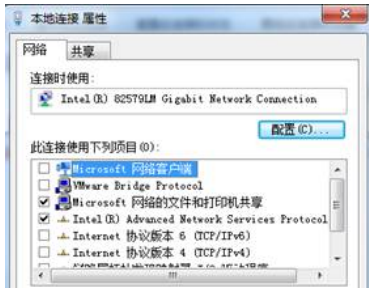 本地连接 属性
网络 共享
连接时使用:
Intel(R) 82579LM Gigabit Network Connection
配置(C)...
此连接使用下列项目(O):
Microsoft 网络客户端
VMware Bridge Protocol
Microsoft 网络的文件和打印机共享
Intel(R) Advanced Network Services Protocol
Internet 协议版本 6 (TCP/IPv6)
Internet 协议版本 4 (TCP/IPv4)